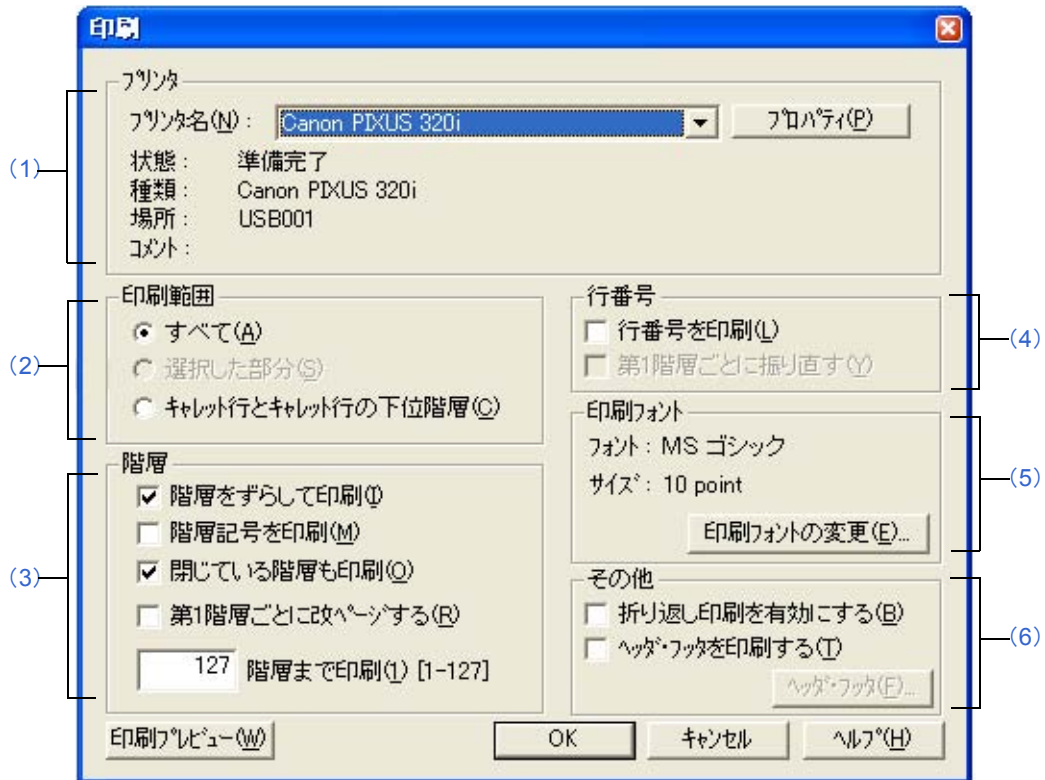 印刷
プリンタ
(1)
プリンタ名(N): Canon PIXUS 320i プロパティ(P)
状態: 準備完了
種類: Canon PIXUS 320i
場所: USB001
コメント:
(2)
印刷範囲
すべて(A)
選択した部分(S)
キャレット行とキャレット行の下位階層(C)
(3)
階層
階層をずらして印刷(I)
階層記号を印刷(M)
閉じている階層も印刷(O)
第1階層ごとに改ページする(R)
127 階層まで印刷(1) [1-127]
(4)
行番号
行番号を印刷(L)
第1階層ごとに振り直す(Y)
(5)
印刷フォント
フォント: MS ゴシック
サイズ: 10 point
印刷フォントの変更(E)...
(6)
その他
折り返し印刷を有効にする(B)
ヘッダ・フッタを印刷する(T)
ヘッダ・フッタ(F)...
印刷プレビュー(W) OK キャンセル ヘルプ(H)